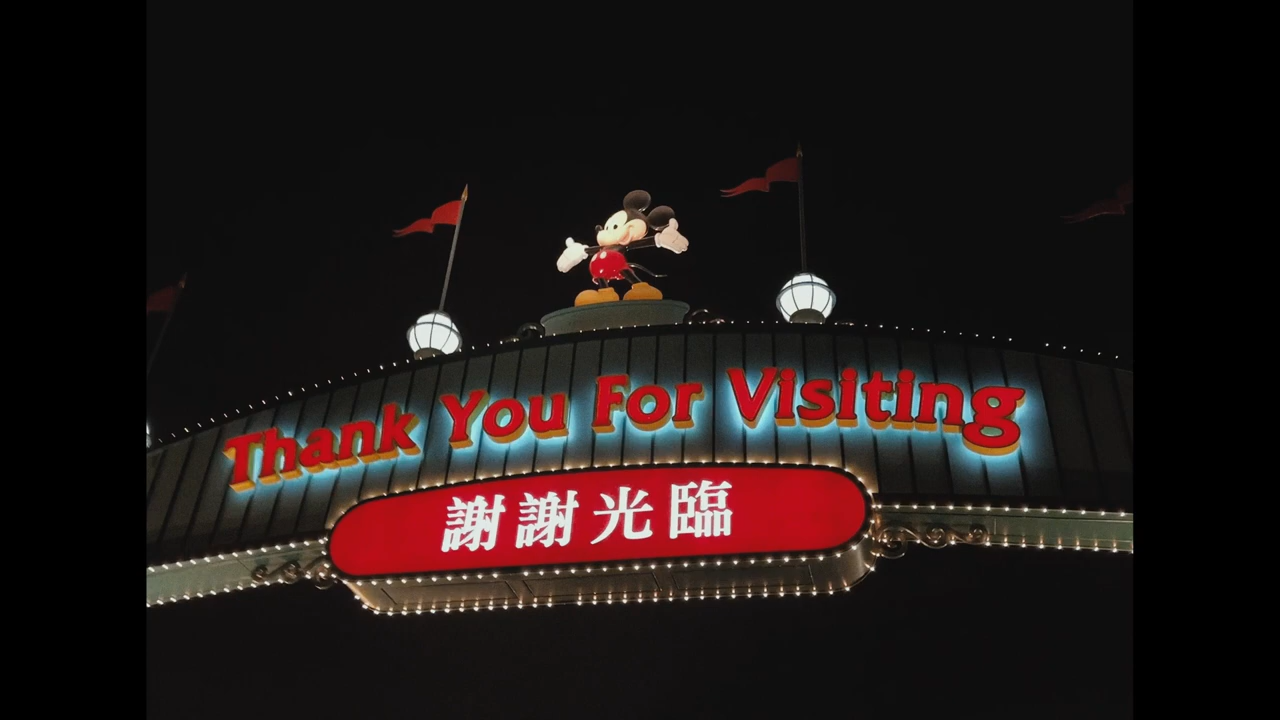 Thank You For Visiting
謝謝光臨